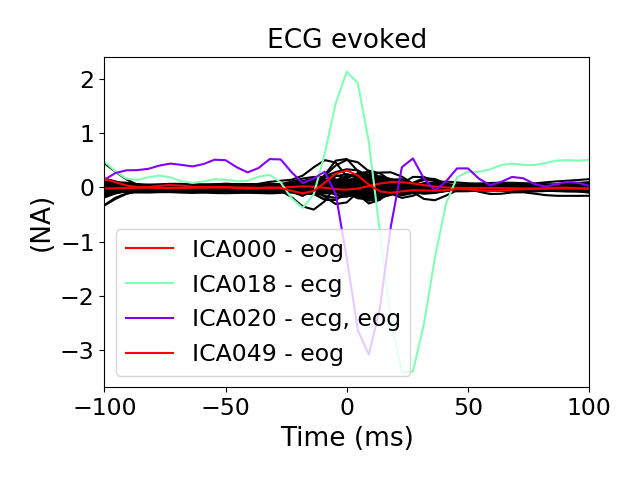 ECG evoked
(NA)
2
1
0
−1
−2
−3
ICA000 - eog
ICA018 - ecg
ICA020 - ecg, eog
ICA049 - eog
−100
−50
0
50
100
Time (ms)